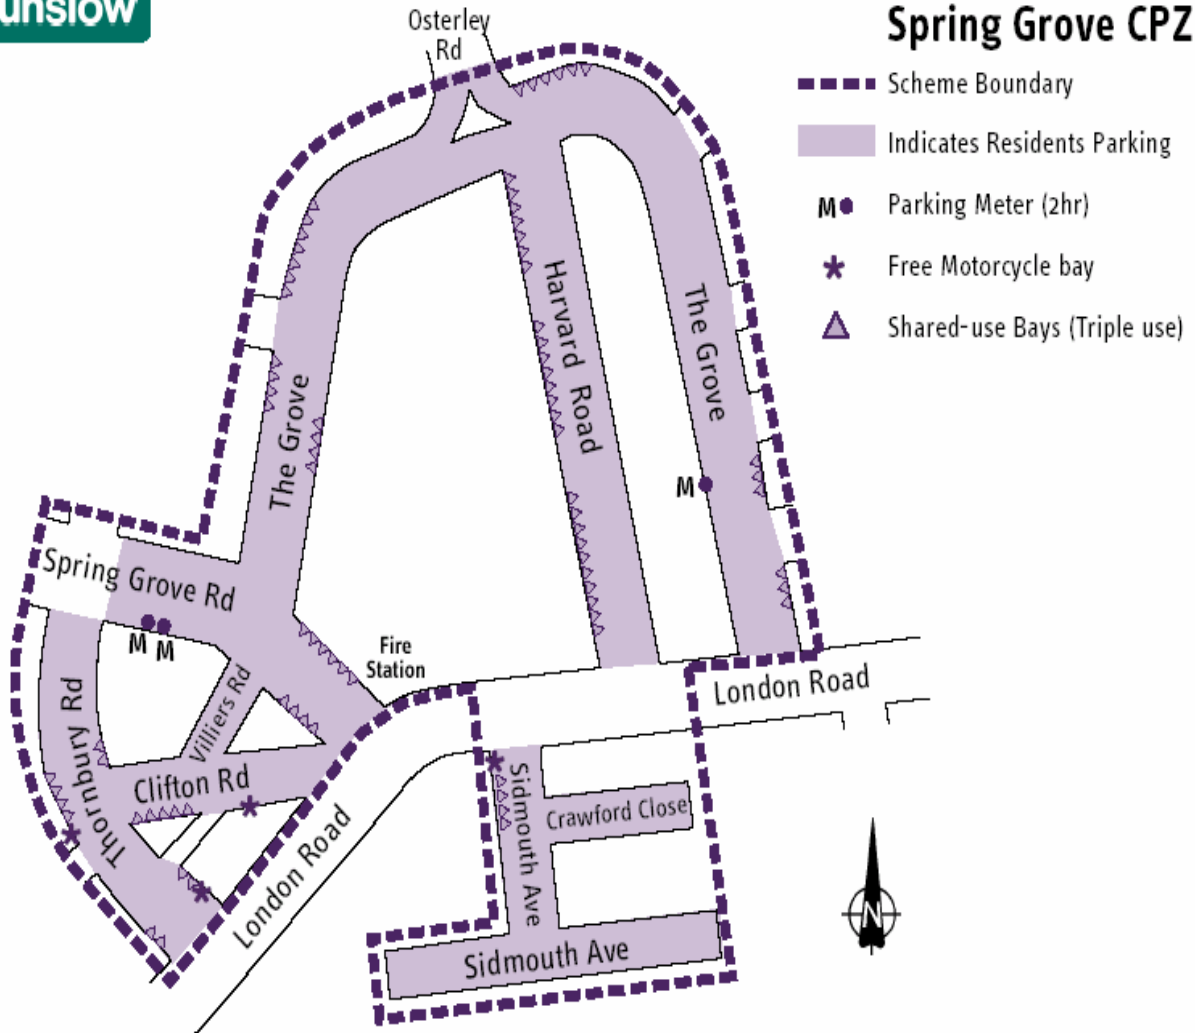 unslow
Spring Grove CPZ
Scheme Boundary
Indicates Residents Parking
M
Parking Meter (2hr)
Free Motorcycle bay
Shared-use Bays (Triple use)
Osterley
Rd
Harvard Road
The Grove
The Grove
M
Spring Grove Rd
M
M
Fire
Station
Villiers Rd
Thornbury Rd
Clifton Rd
London Road
London Road
Sidmouth Ave
Crawford Close
Sidmouth Ave
N